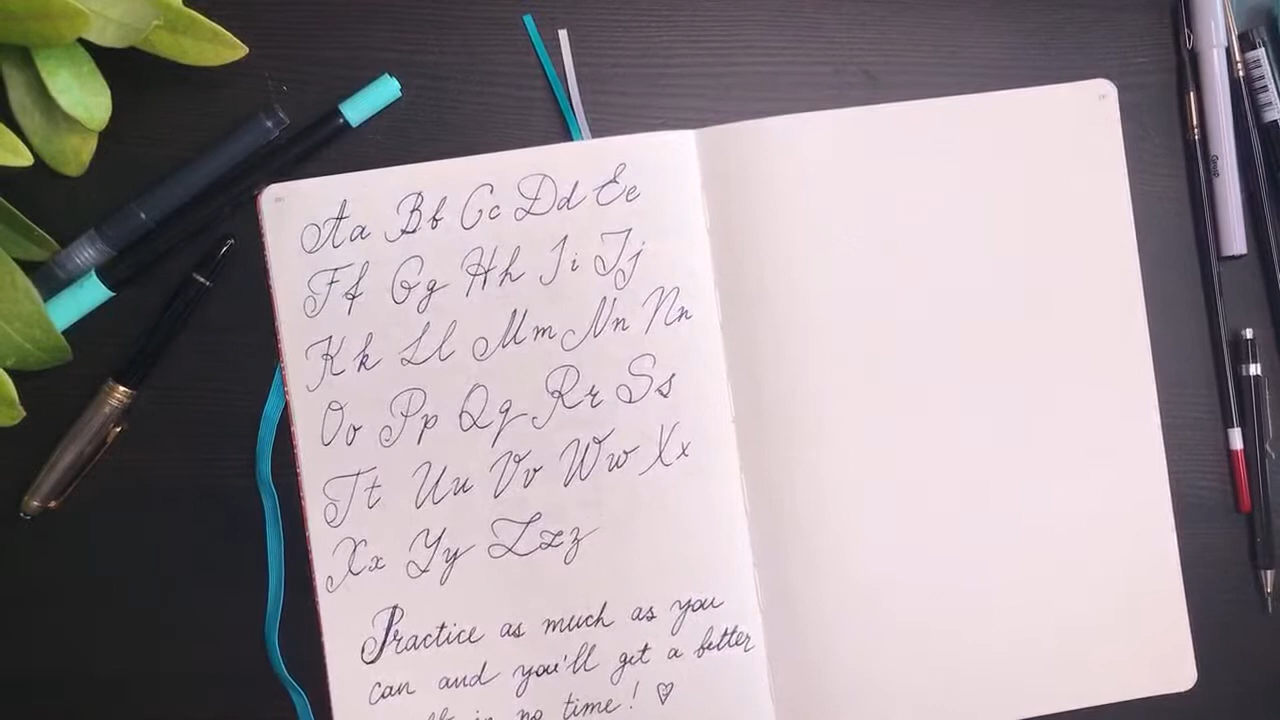 Aa Bb Cc Dd Ee
Ff Gg Hh Ii Jj
Kk Ll Mm Nn Nn
Oo Pp Qq Rr Ss
Tt Uu Vv Ww Xx
Xx Yy Zzz
Practice as much as you
can and you'll get a better
in no time! ♡